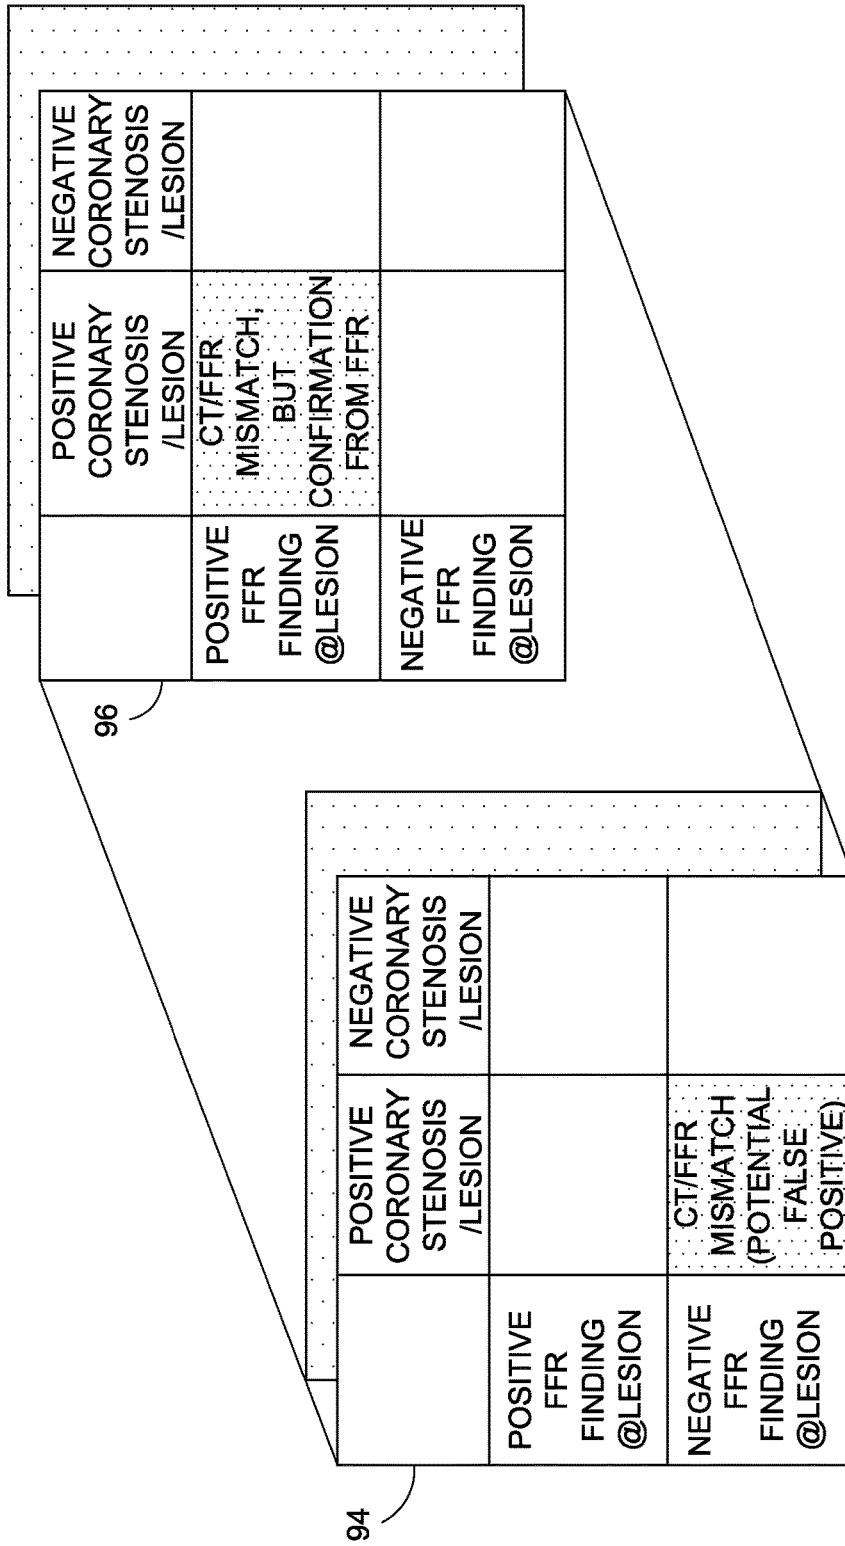 96
POSITIVE
CORONARY
STENOSIS
/LESION
NEGATIVE
CORONARY
STENOSIS
/LESION
POSITIVE
FFR
FINDING
@LESION
CT/FFR
MISMATCH,
BUT
CONFIRMATION
FROM FFR
NEGATIVE
FFR
FINDING
@LESION
94
POSITIVE
CORONARY
STENOSIS
/LESION
NEGATIVE
CORONARY
STENOSIS
/LESION
POSITIVE
FFR
FINDING
@LESION
NEGATIVE
FFR
FINDING
@LESION
CT/FFR
MISMATCH
(POTENTIAL
FALSE
POSITIVE)